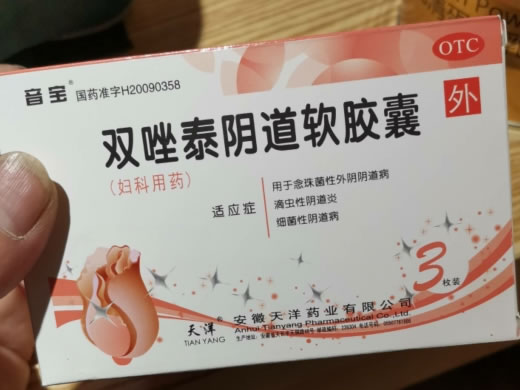 Pow
OTC
音宝®
国药准字H20090358
外
双唑泰阴道软胶囊
(妇科用药)
适应症
用于念珠菌性外阴阴道病
滴虫性阴道炎
细菌性阴道病
3枚装
天洋®
TIAN YANG
安徽天洋药业有限公司
Anhui Tianyang Pharmaceutical Co.,Ltd